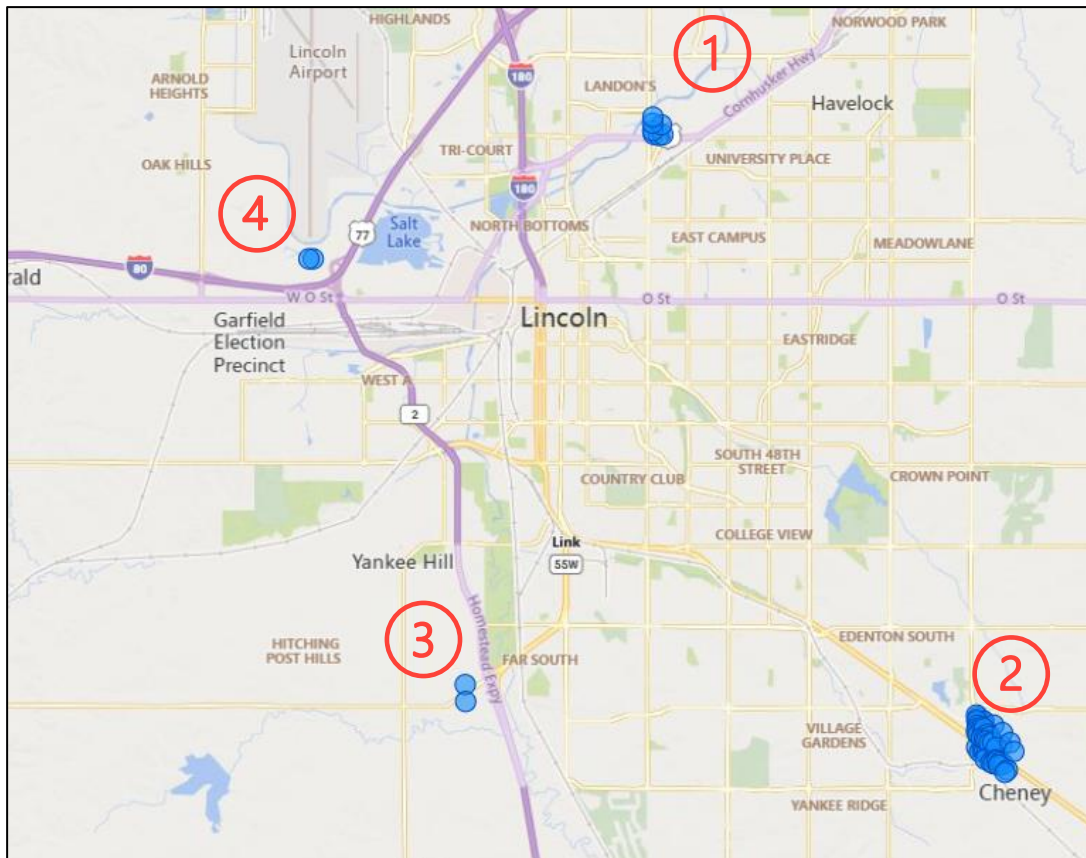 HIGHLANDS
NORWOOD PARK
1
Lincoln
Airport
180
ARNOLD
HEIGHTS
LANDON'S
Cornhusker Hwy
Havelock
TRI-COURT
OAK HILLS
UNIVERSITY PLACE
180
4
77
Salt
Lake
NORTH BOTTOMS
EAST CAMPUS
MEADOWLANE
80
rald
W O St
O St
O St
Lincoln
Garfield
Election
Precinct
EASTRIDGE
WEST A
2
SOUTH 48TH
STREET
COUNTRY CLUB
CROWN POINT
COLLEGE VIEW
Link
55W
Yankee Hill
Homestead Expy
3
HITCHING
POST HILLS
EDENTON SOUTH
FAR SOUTH
2
VILLAGE
GARDENS
Cheney
YANKEE RIDGE